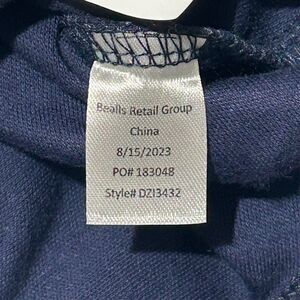 Bealls Retail Group
China
8/15/2023
PO# 183048
Style# DZI3432